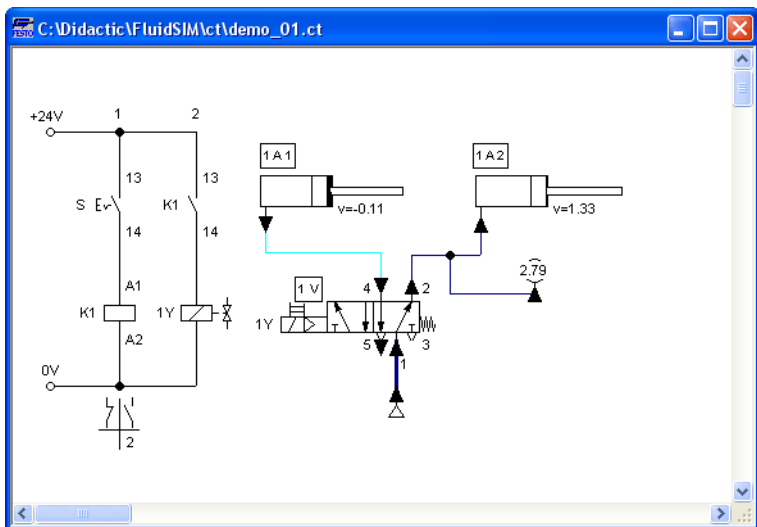 FESTO C:\Didactic\FluidSIM\ct\demo_01.ct
+24V 1 2
1A1 1A2
13 13
S K1
v=-0.11 v=1.33
14 14
2.79
A1 4 2
1V
K1 1Y 1Y
A2 5 3
1
0V
2